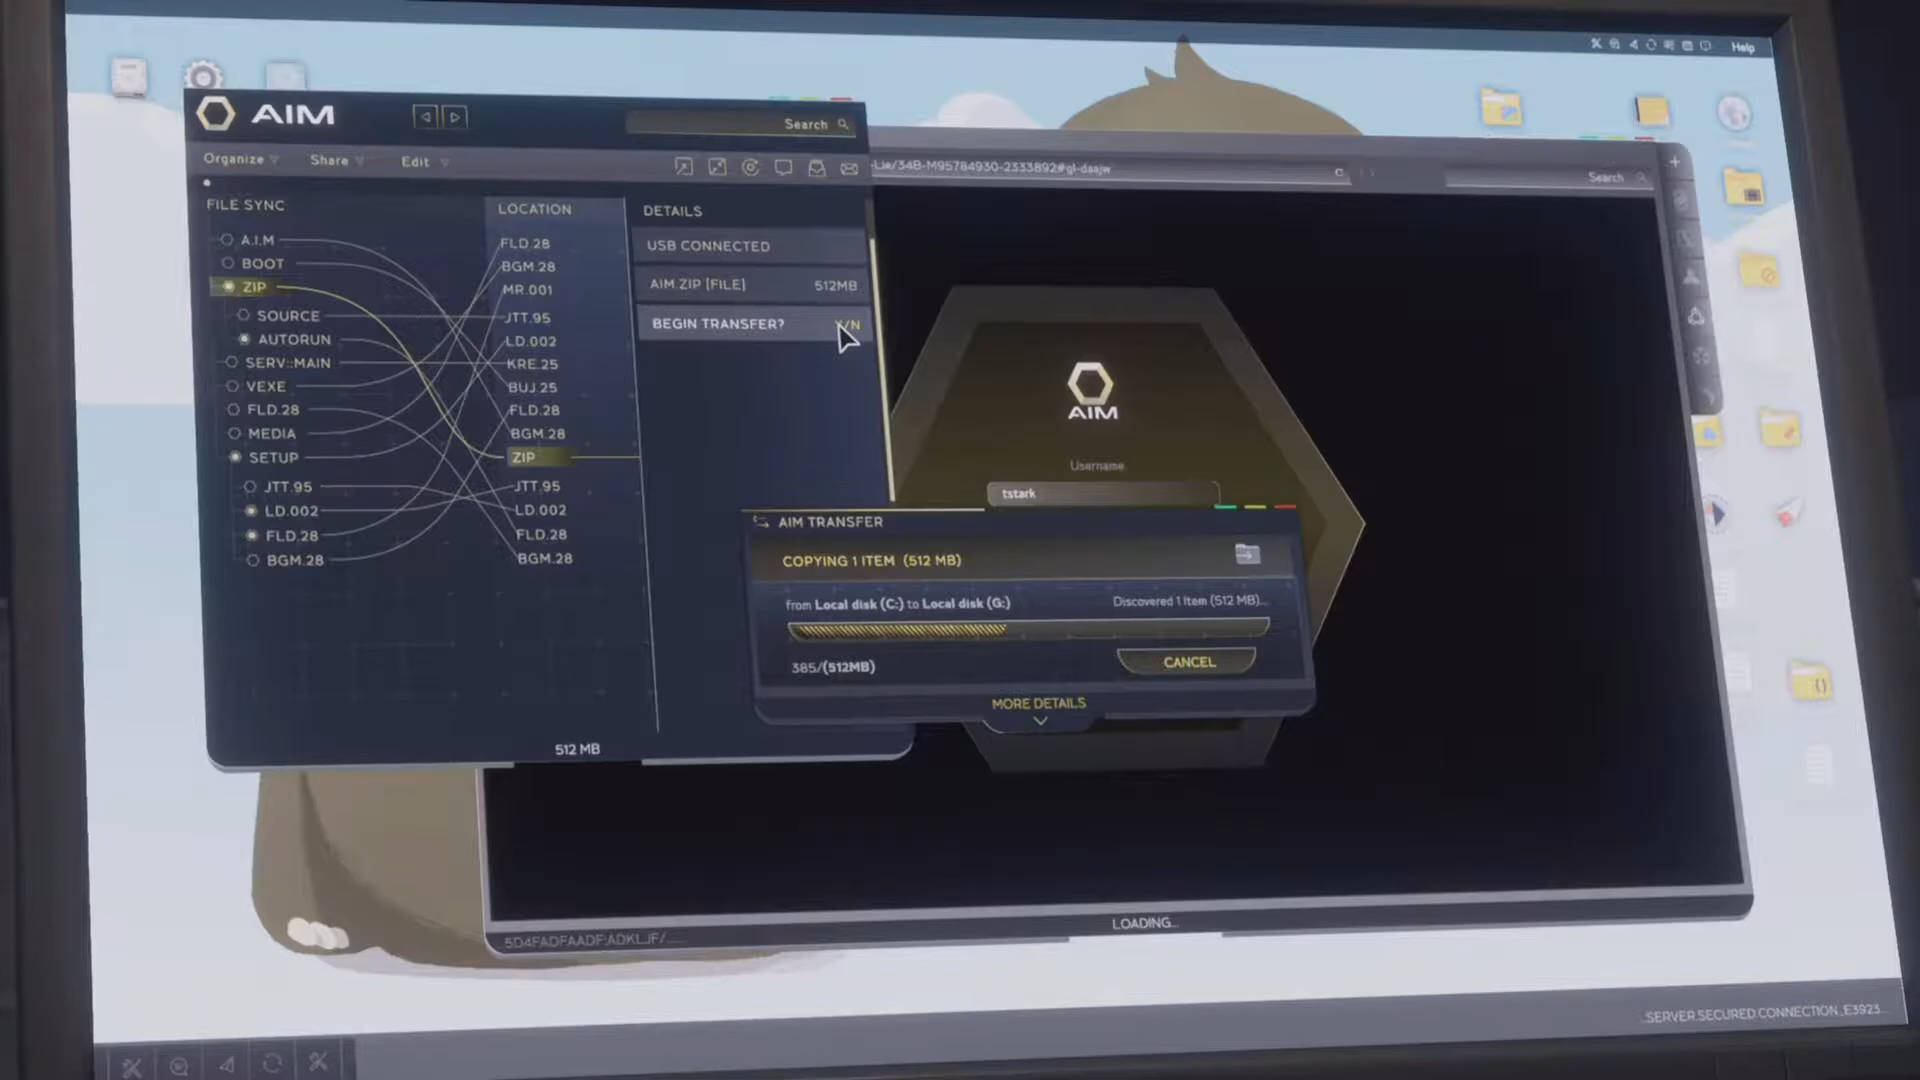 Help
AIM
Search
Organize
Share
Edit
FILE SYNC
A.I.M
BOOT
ZIP
SOURCE
AUTORUN
SERV::MAIN
VEXE
FLD.28
MEDIA
SETUP
JTT.95
LD.002
FLD.28
BGM.28
LOCATION
FLD.28
BGM.28
MR.001
JTT.95
LD.002
KRE.25
BUJ.25
FLD.28
BGM.28
ZIP
JTT.95
LD.002
FLD.28
BGM.28
DETAILS
USB CONNECTED
AIM ZIP [FILE] 512MB
BEGIN TRANSFER? Y/N
512 MB
34B-M95784930-2333892#gl-daajw
Search
AIM
Username
tstark
AIM TRANSFER
COPYING 1 ITEM (512 MB)
from Local disk (C:) to Local disk (G:)
Discovered 1 Item (512 MB)...
385/(512MB)
CANCEL
MORE DETAILS
LOADING...
SERVER.SECURED.CONNECTION_E3923...